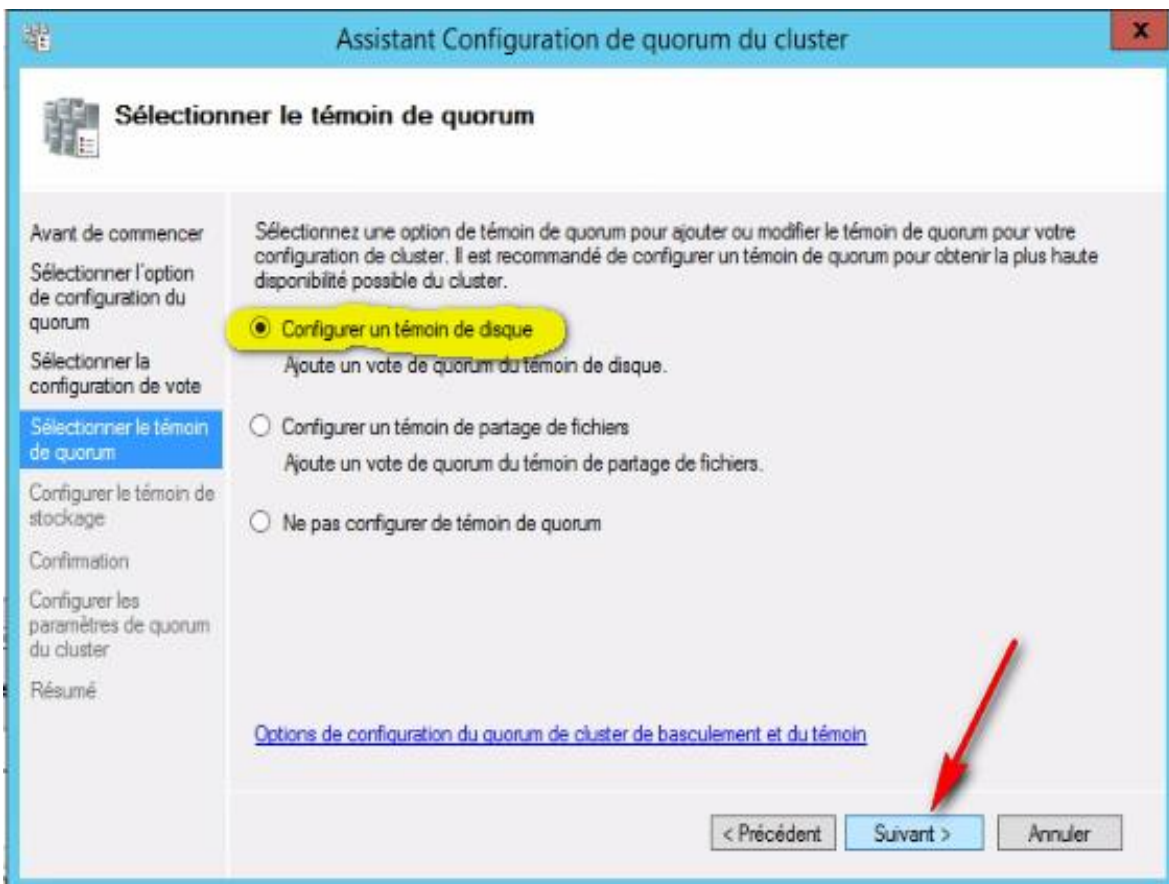 Assistant Configuration de quorum du cluster
x
Sélectionner le témoin de quorum
Avant de commencer
Sélectionner l'option
de configuration du
quorum
Sélectionner la
configuration de vote
Sélectionner le témoin
de quorum
Configurer le témoin de
stockage
Confirmation
Configurer les
paramètres de quorum
du cluster
Résumé
Sélectionnez une option de témoin de quorum pour ajouter ou modifier le témoin de quorum pour votre
configuration de cluster. Il est recommandé de configurer un témoin de quorum pour obtenir la plus haute
disponibilité possible du cluster.
Configurer un témoin de disque
Ajoute un vote de quorum du témoin de disque.
Configurer un témoin de partage de fichiers
Ajoute un vote de quorum du témoin de partage de fichiers.
Ne pas configurer de témoin de quorum
Options de configuration du quorum de cluster de basculement et du témoin
< Précédent Suivant > Annuler